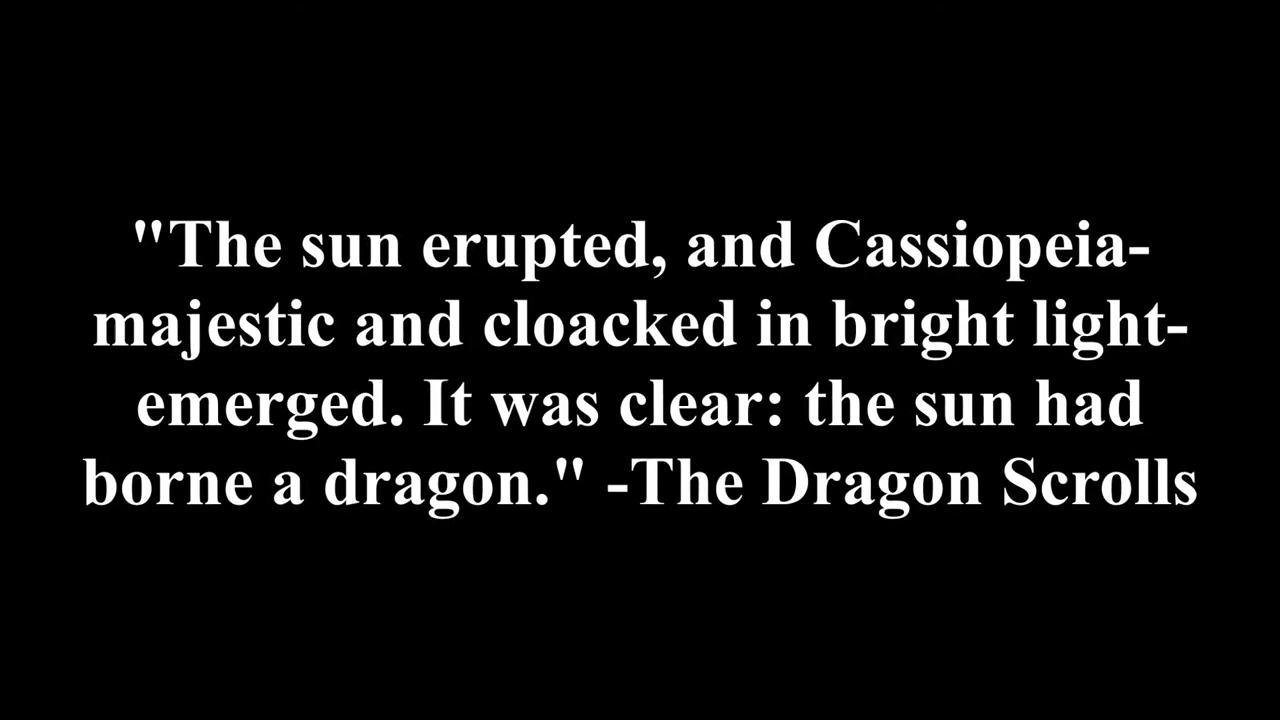 "The sun erupted, and Cassiopeia-
majestic and cloacked in bright light-
emerged. It was clear: the sun had
borne a dragon." -The Dragon Scrolls